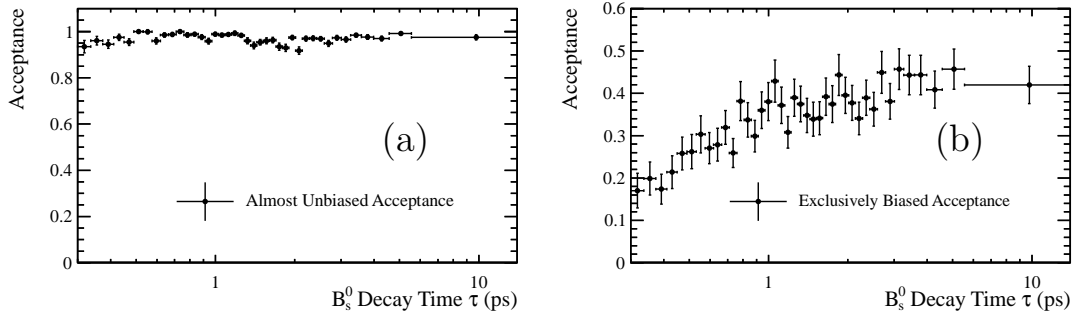 Acceptance
1
0.8
0.6
0.4
0.2
0
(a)
Almost Unbiased Acceptance
1
10
B_s^0 Decay Time τ (ps)
Acceptance
0.6
0.5
0.4
0.3
0.2
0.1
0
(b)
Exclusively Biased Acceptance
1
10
B_s^0 Decay Time τ (ps)